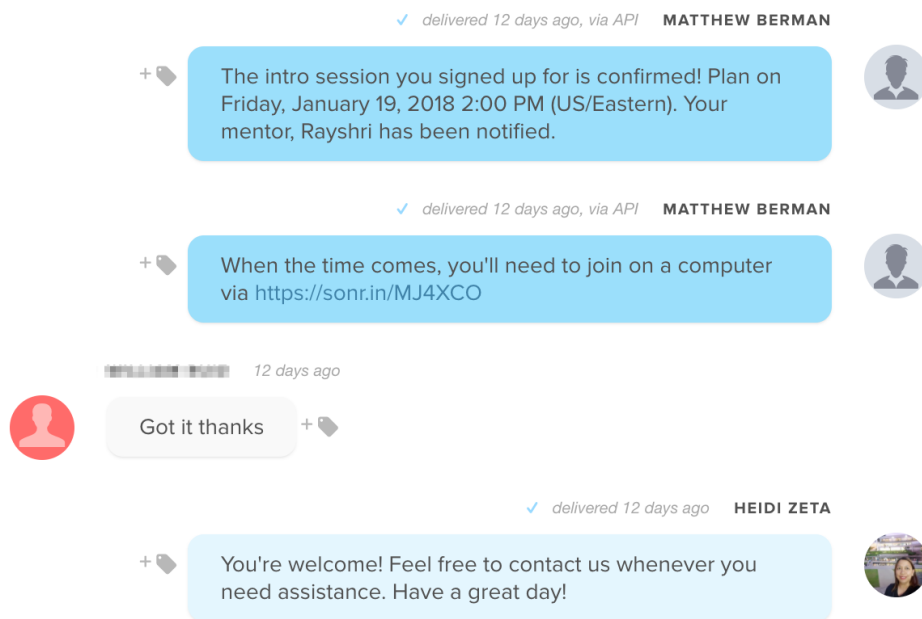 ✓ delivered 12 days ago, via API MATTHEW BERMAN
+
The intro session you signed up for is confirmed! Plan on
Friday, January 19, 2018 2:00 PM (US/Eastern). Your
mentor, Rayshri has been notified.
✓ delivered 12 days ago, via API MATTHEW BERMAN
+
When the time comes, you'll need to join on a computer
via https://sonr.in/MJ4XCO
12 days ago
Got it thanks +
✓ delivered 12 days ago HEIDI ZETA
+
You're welcome! Feel free to contact us whenever you
need assistance. Have a great day!